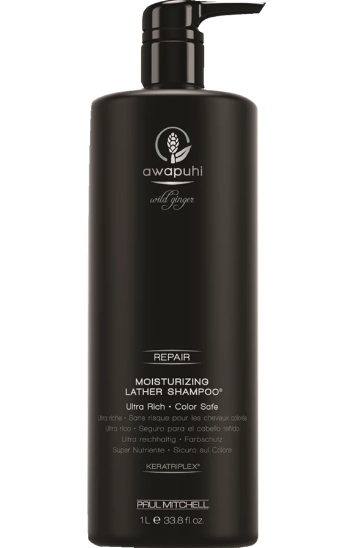 awapuhi
wild ginger
REPAIR
MOISTURIZING
LATHER SHAMPOO®
Ultra Rich • Color Safe
Ultra riche • Sans risque pour les cheveux colorés
Ultra rico • Seguro para el cabello teñido
Ultra reichhaltig • Farbschutz
Super Nutriente • Sicuro sul Colore
KERATRIPLEX®
PAUL MITCHELL
1L ℮ 33.8 fl. oz.